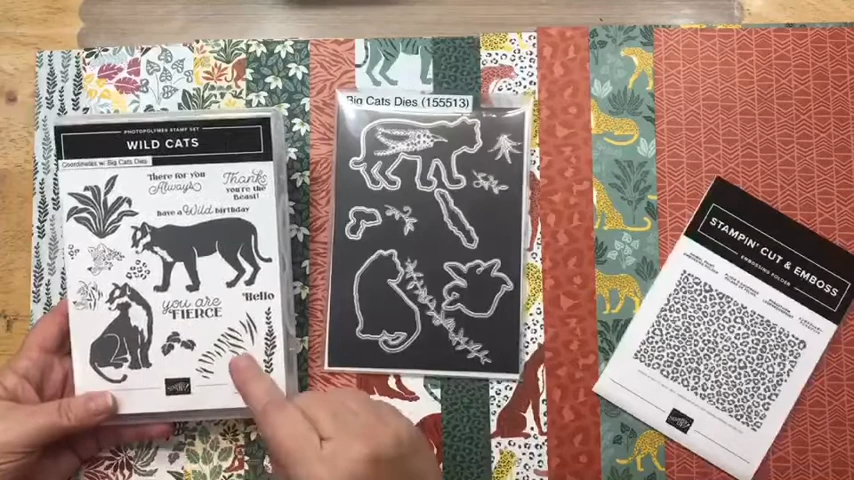 PHOTOPOLYMER STAMP SET
WILD CATS
Coordinates w: Big Cats Dies
There for you
Always
Thanks
you're the
Beast!
have a Wild birthday
you are
FIERCE
Hello
Big Cats Dies (155513)
STAMPIN' CUT & EMBOSS
EMBOSSING FOLDER